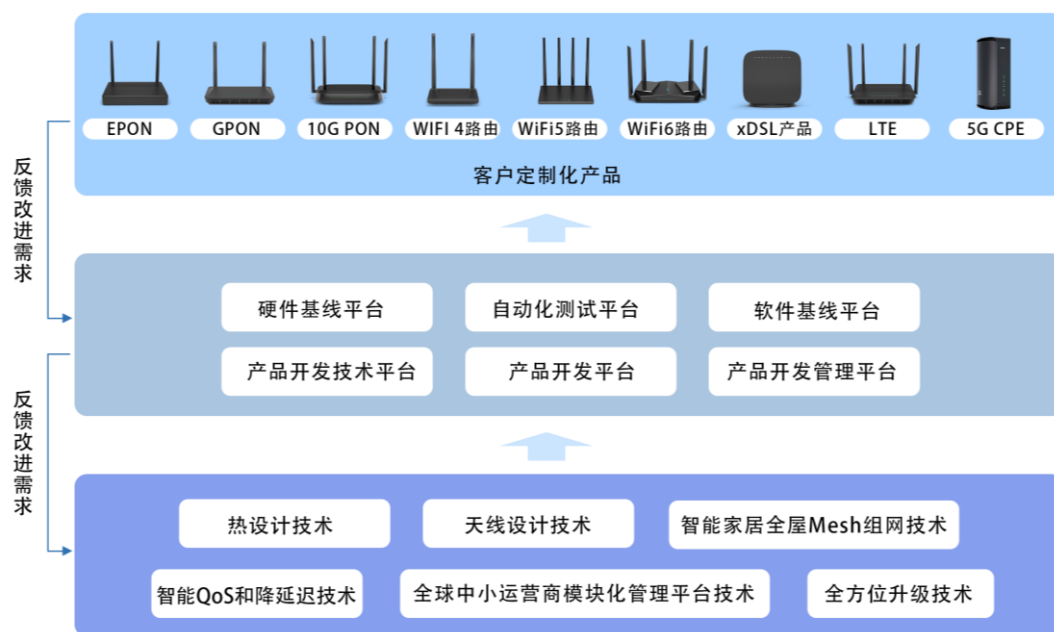 EPON
GPON
10G PON
WIFI 4路由
WiFi5路由
WiFi6路由
xDSL产品
LTE
5G CPE
客户定制化产品
反馈改进需求
硬件基线平台
自动化测试平台
软件基线平台
产品开发技术平台
产品开发平台
产品开发管理平台
反馈改进需求
热设计技术
天线设计技术
智能家居全屋Mesh组网技术
智能QoS和降延迟技术
全球中小运营商模块化管理平台技术
全方位升级技术